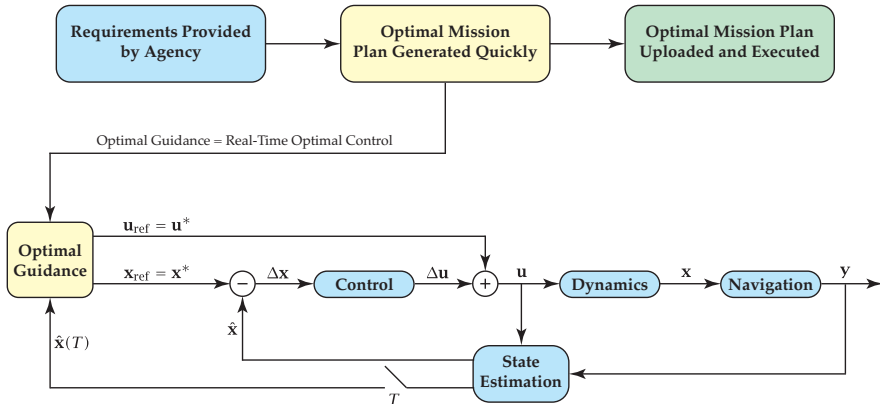 Requirements Provided
by Agency
Optimal Mission
Plan Generated Quickly
Optimal Mission Plan
Uploaded and Executed
Optimal Guidance = Real-Time Optimal Control
Optimal
Guidance
u_ref = u*
x_ref = x*
−
Δx
Control
Δu
+
u
Dynamics
x
Navigation
y
x̂
x̂(T)
State
Estimation
T